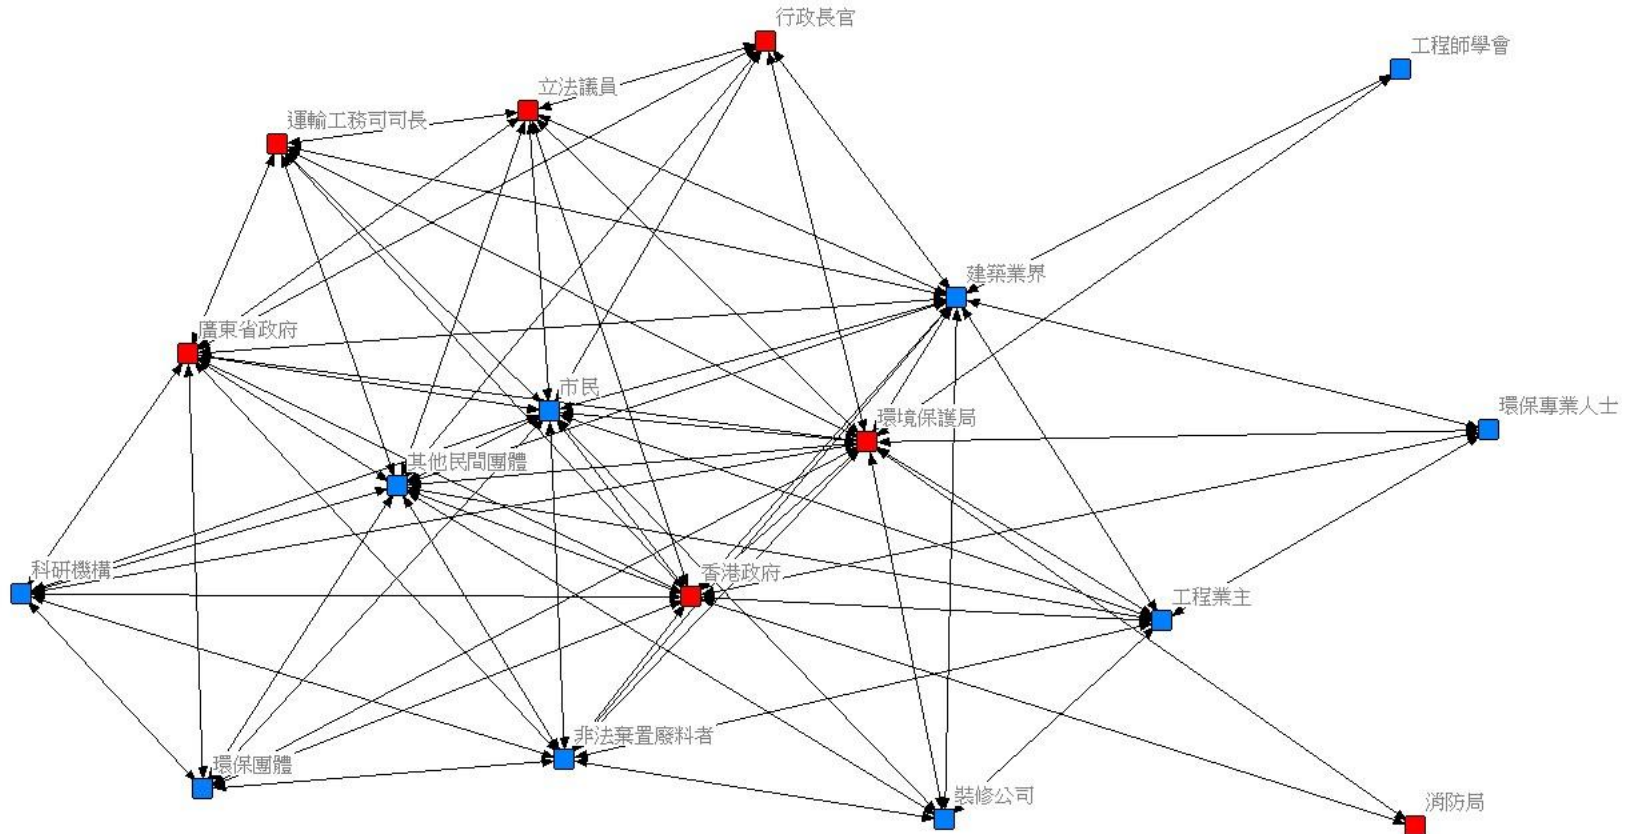 行政長官
工程師學會
立法議員
運輸工務司司長
建築業界
廣東省政府
市民
環保專業人士
環境保護局
其他民間團體
科研機構
香港政府
工程業主
非法棄置廢料者
環保團體
裝修公司
消防局